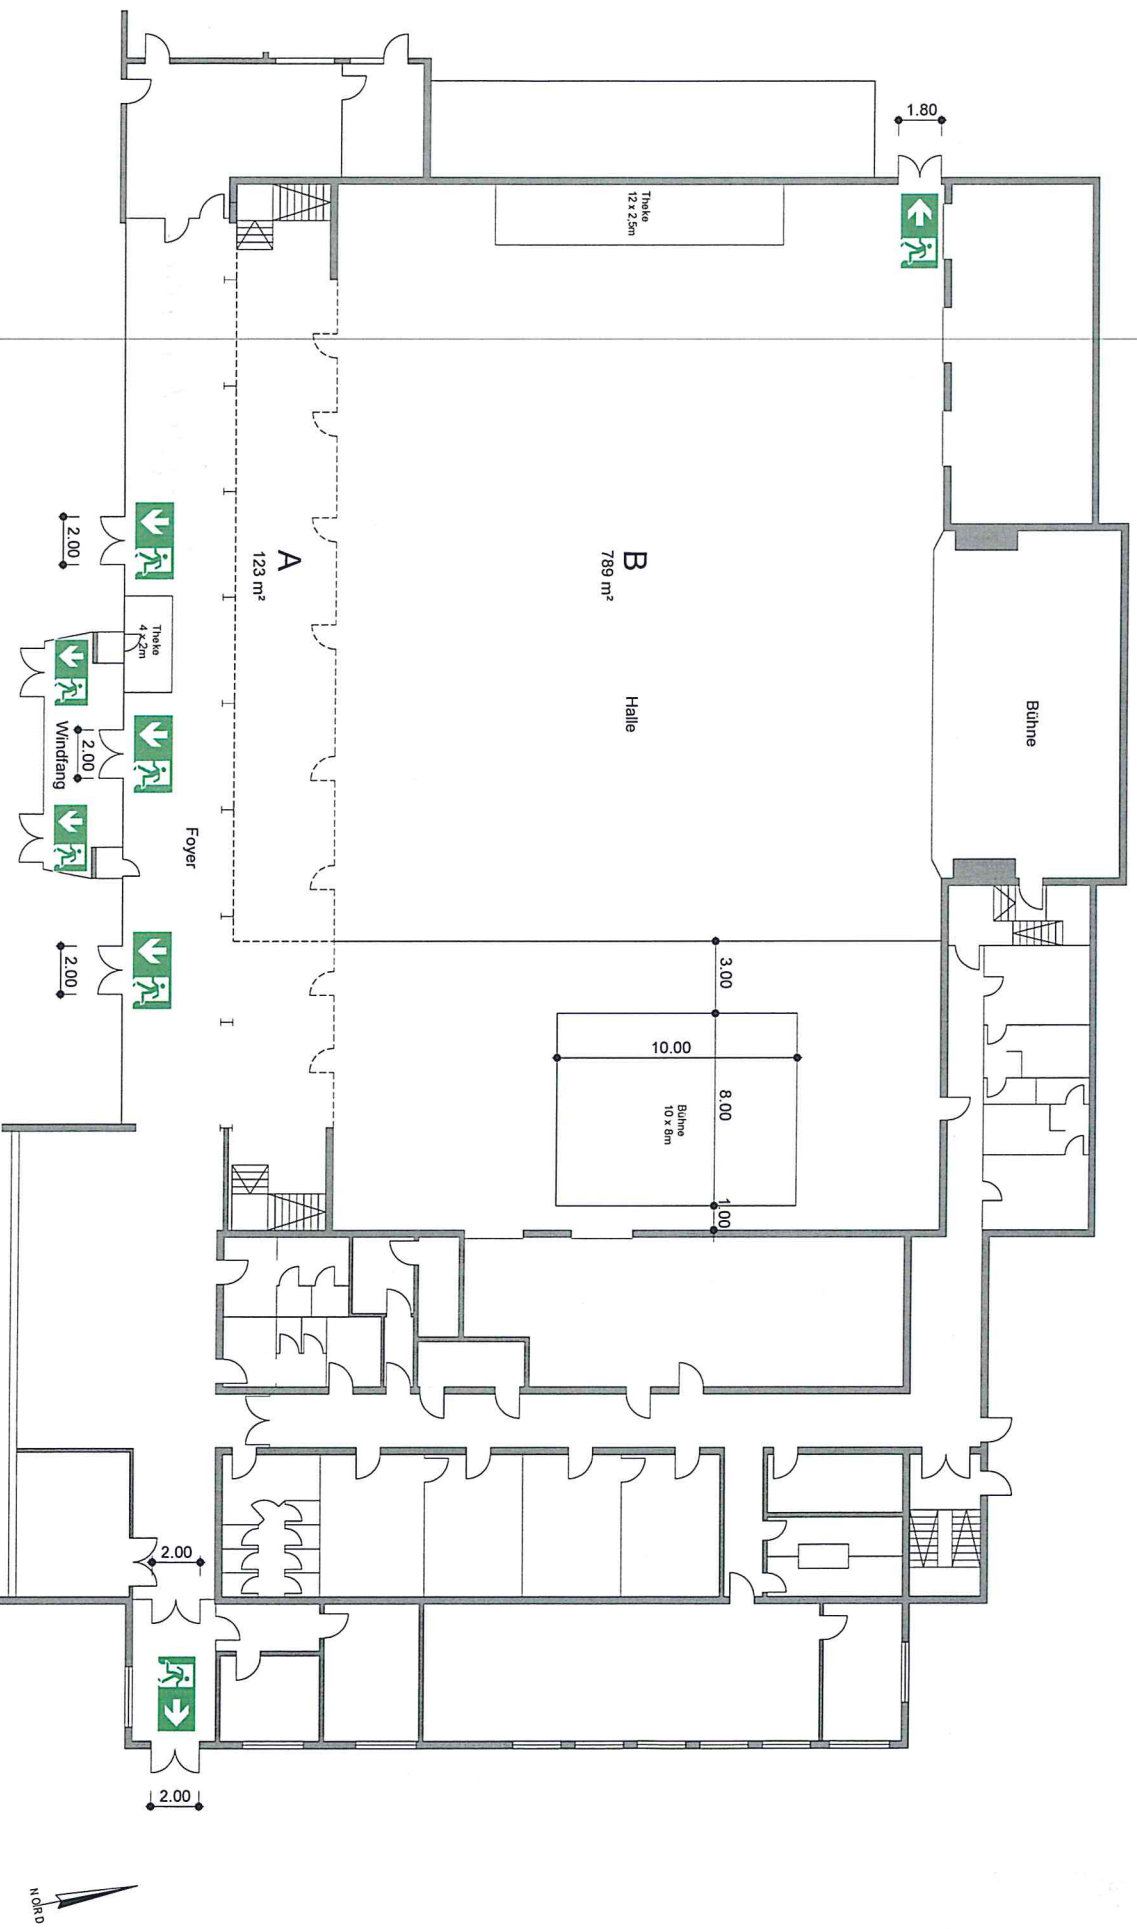 1.80
Theke
12 x 2,5m
B
789 m²
Halle
Bühne
A
123 m²
2.00
Theke
4 x 2m
2.00
Windfang
Foyer
2.00
3.00
10.00
8.00
Bühne
10 x 8m
1.00
2.00
2.00
NORD